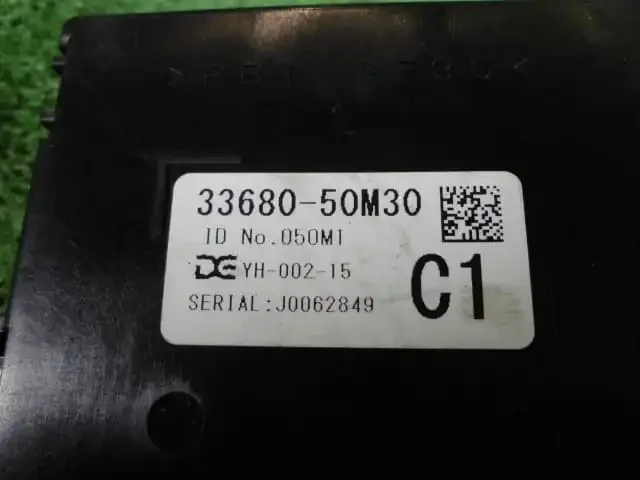 33680-50M30
ID No.050M1
YH-002-15
C1
SERIAL:J0062849